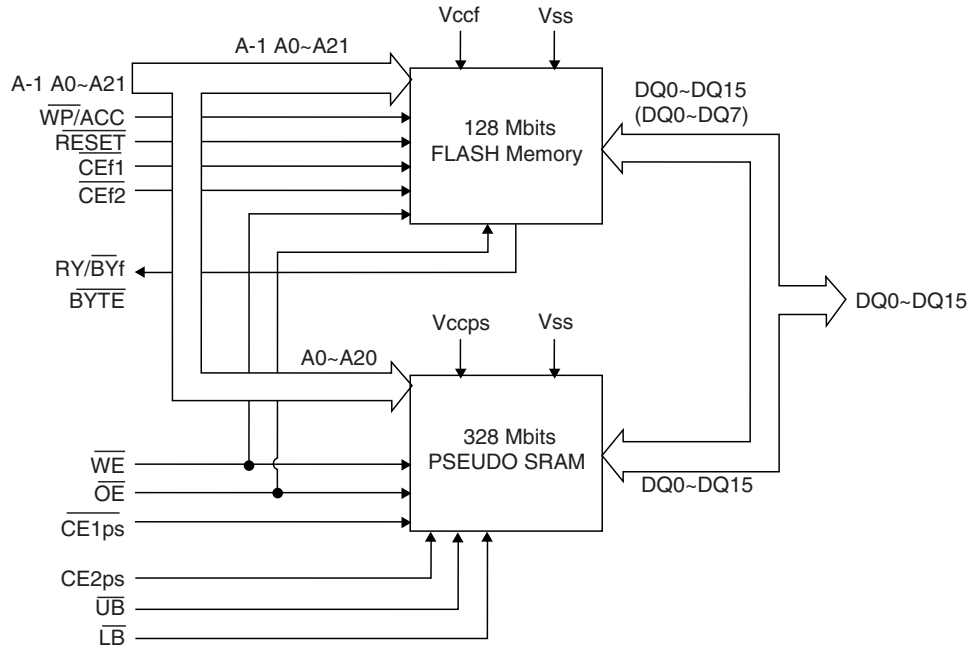 Vccf
Vss
A-1 A0~A21
A-1 A0~A21
WP/ACC
RESET
CEf1
CEf2
128 Mbits
FLASH Memory
DQ0~DQ15
(DQ0~DQ7)
RY/BYf
BYTE
DQ0~DQ15
Vccps
Vss
A0~A20
328 Mbits
PSEUDO SRAM
DQ0~DQ15
WE
OE
CE1ps
CE2ps
UB
LB